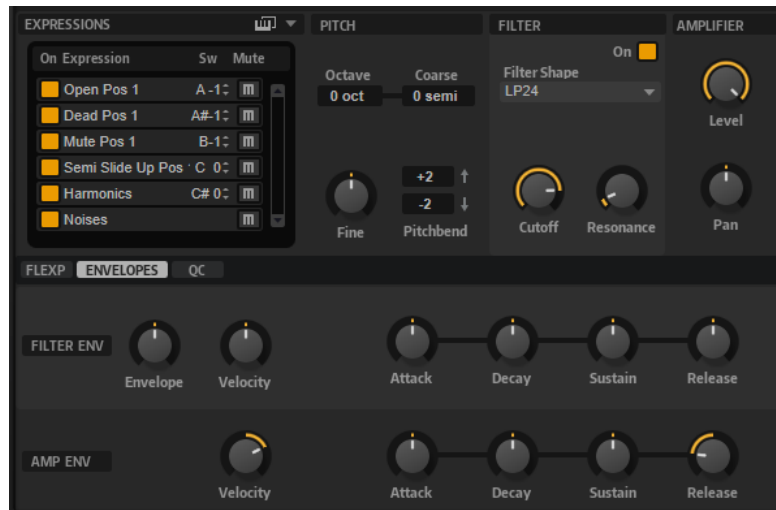 EXPRESSIONS
On Expression Sw Mute
Open Pos 1 A -1 m
Dead Pos 1 A#-1 m
Mute Pos 1 B-1 m
Semi Slide Up Pos C 0 m
Harmonics C# 0 m
Noises m
PITCH
Octave Coarse
0 oct 0 semi
+2
-2
Fine Pitchbend
FILTER
On
Filter Shape
LP24
Cutoff Resonance
AMPLIFIER
Level
Pan
FLEXP ENVELOPES QC
FILTER ENV
Envelope Velocity Attack Decay Sustain Release
AMP ENV
Velocity Attack Decay Sustain Release